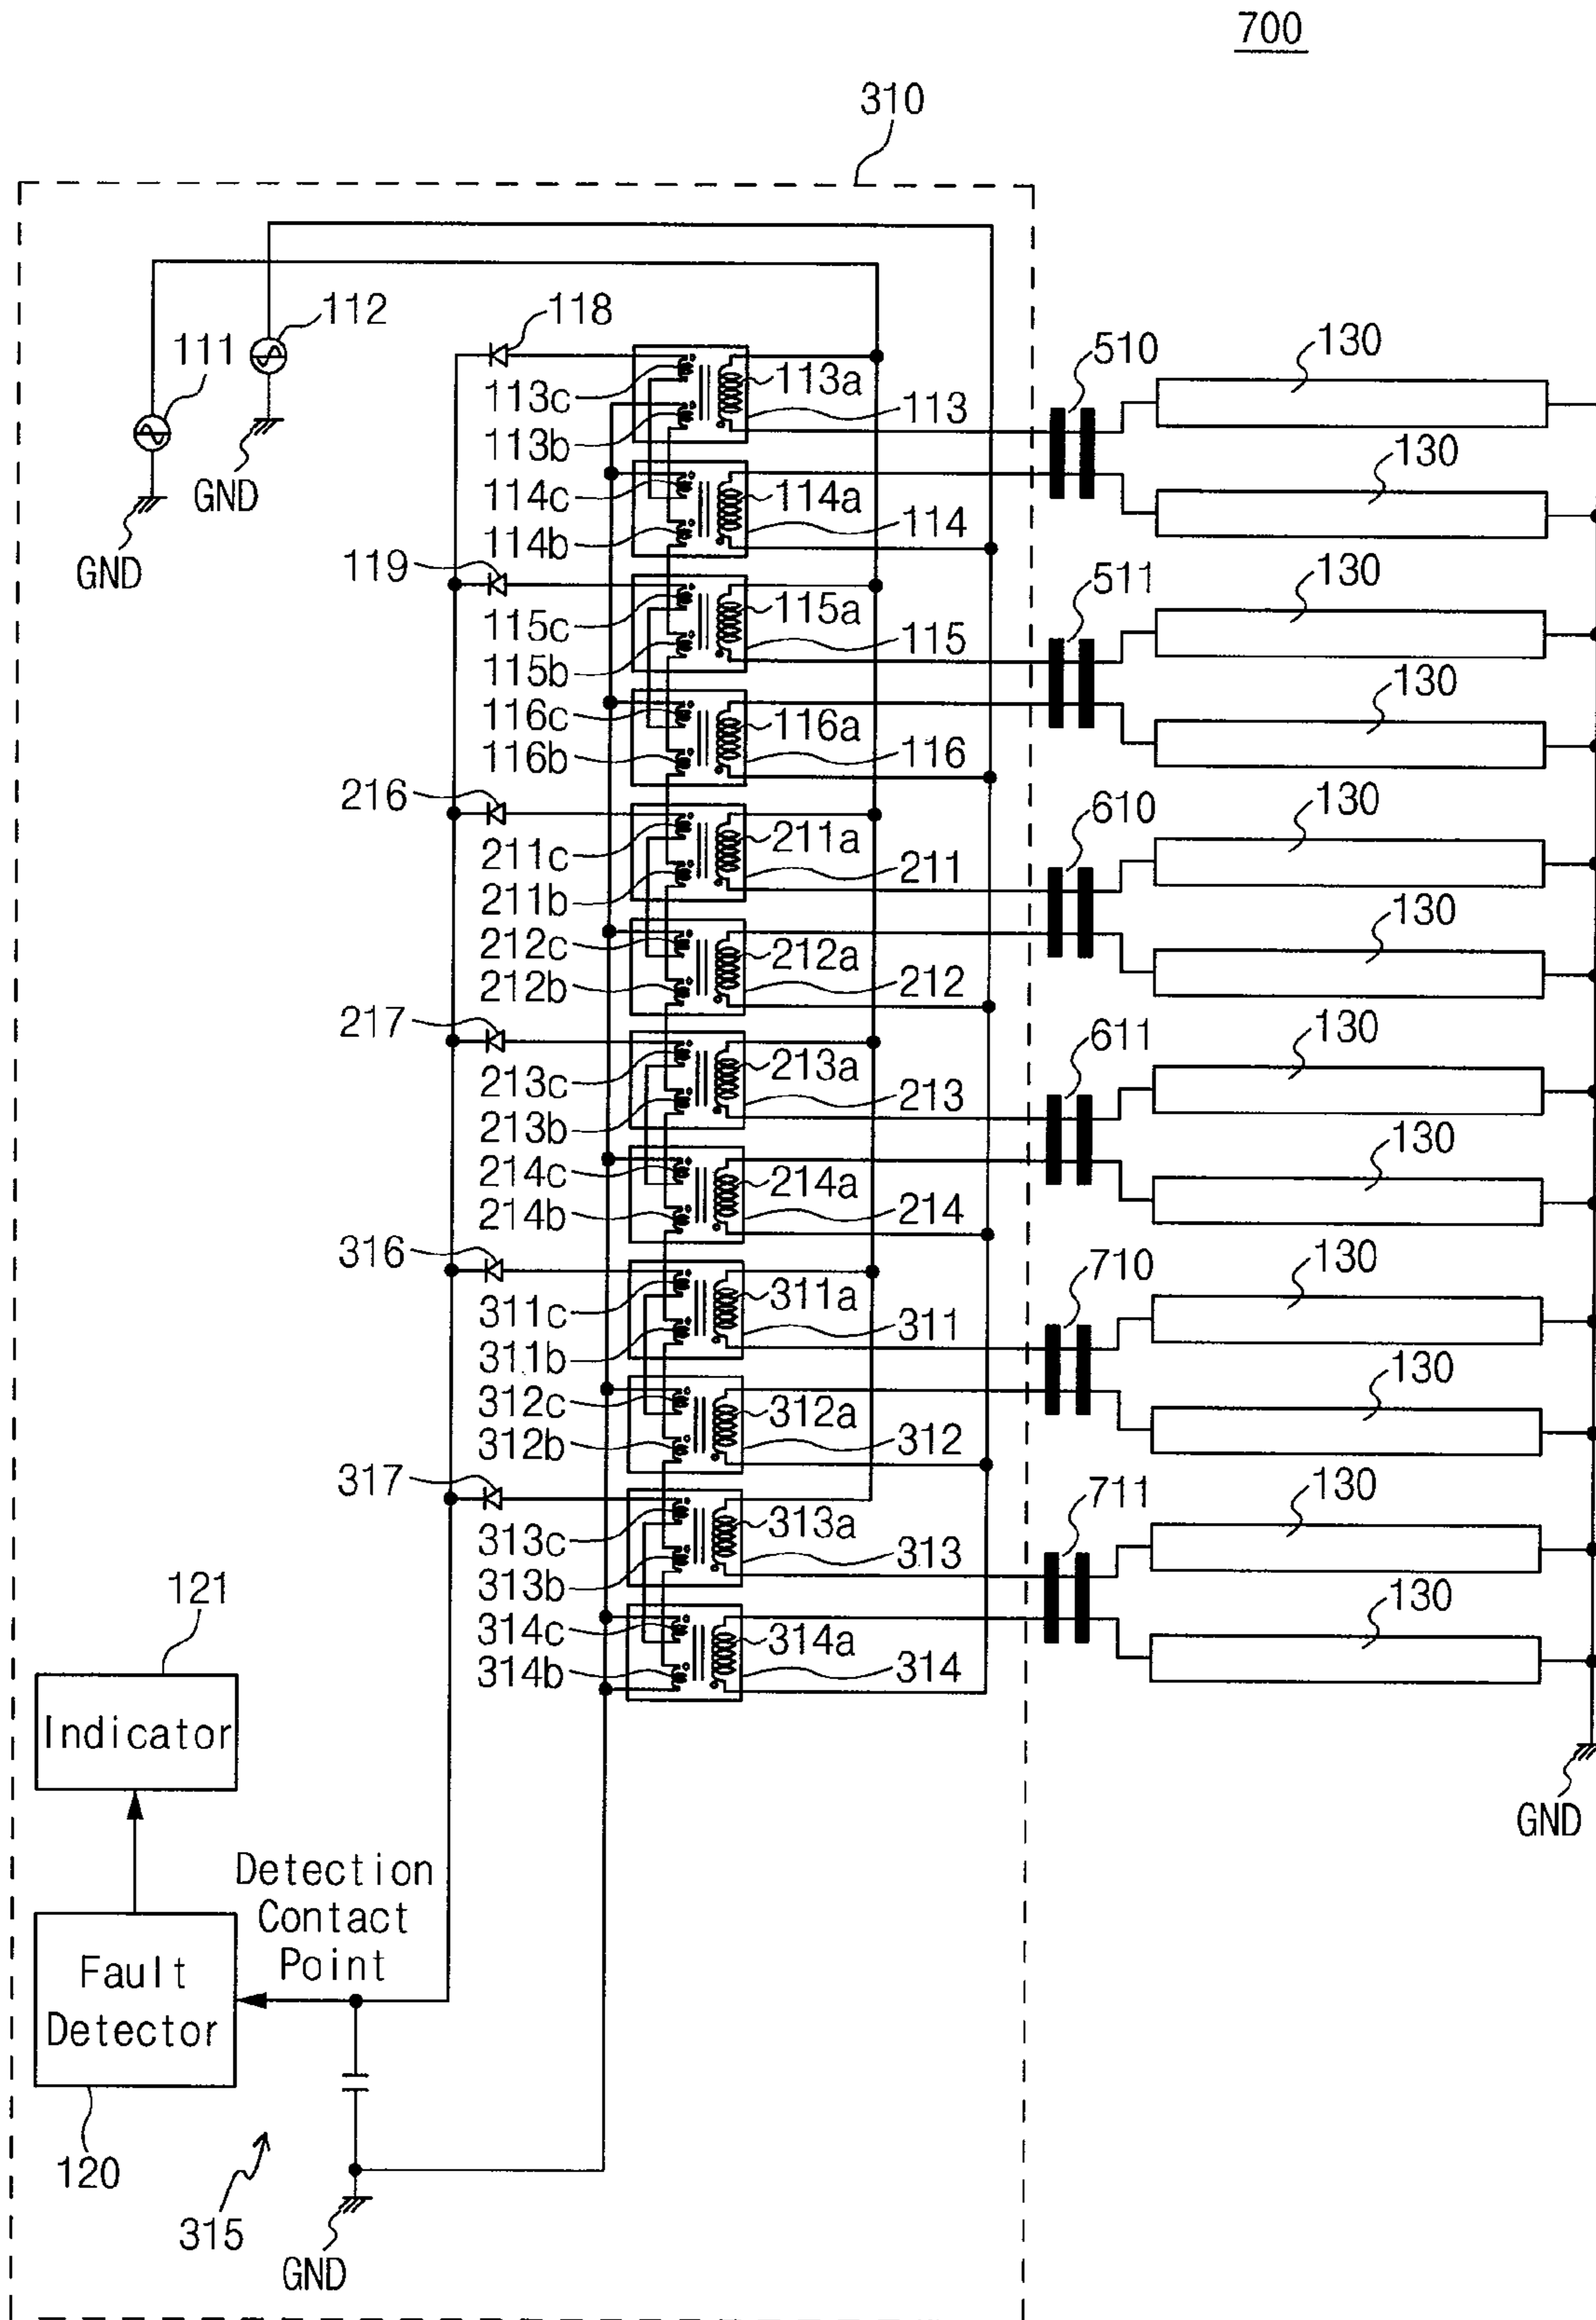 700
310
112
111
118
GND
GND
113c
113a
113
113b
510
130
130
114c
114a
114
114b
119
115c
115a
115
115b
511
130
130
116c
116a
116
116b
216
211c
211a
211
211b
610
130
130
212c
212a
212
212b
217
213c
213a
213
213b
611
130
130
214c
214a
214
214b
316
311c
311a
311
311b
710
130
130
312c
312a
312
312b
317
313c
313a
313
313b
711
130
130
314c
314a
314
314b
121
Indicator
GND
Detection
Contact
Point
Fault
Detector
120
315
GND